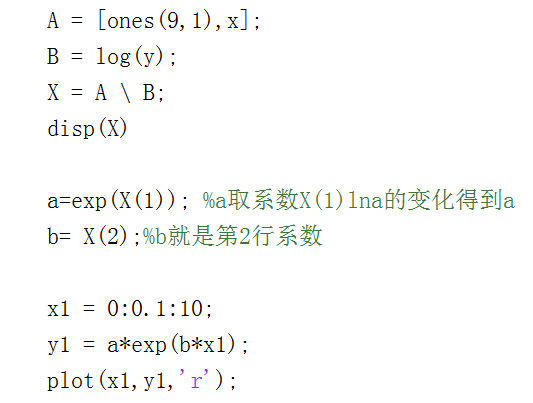 A = [ones(9,1),x];
B = log(y);
X = A \ B;
disp(X)
a=exp(X(1)); %a取系数X(1)lna的变化得到a
b= X(2);%b就是第2行系数
x1 = 0:0.1:10;
y1 = a*exp(b*x1);
plot(x1,y1,'r');